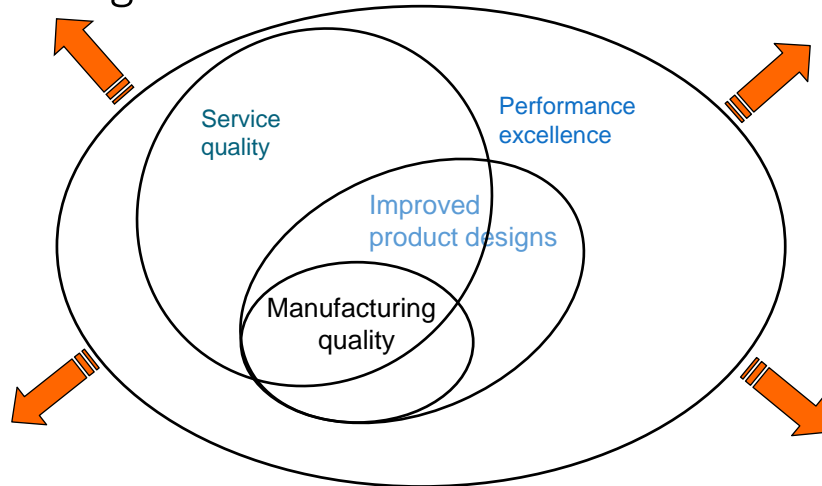 Service
quality
Performance
excellence
Improved
product designs
Manufacturing
quality